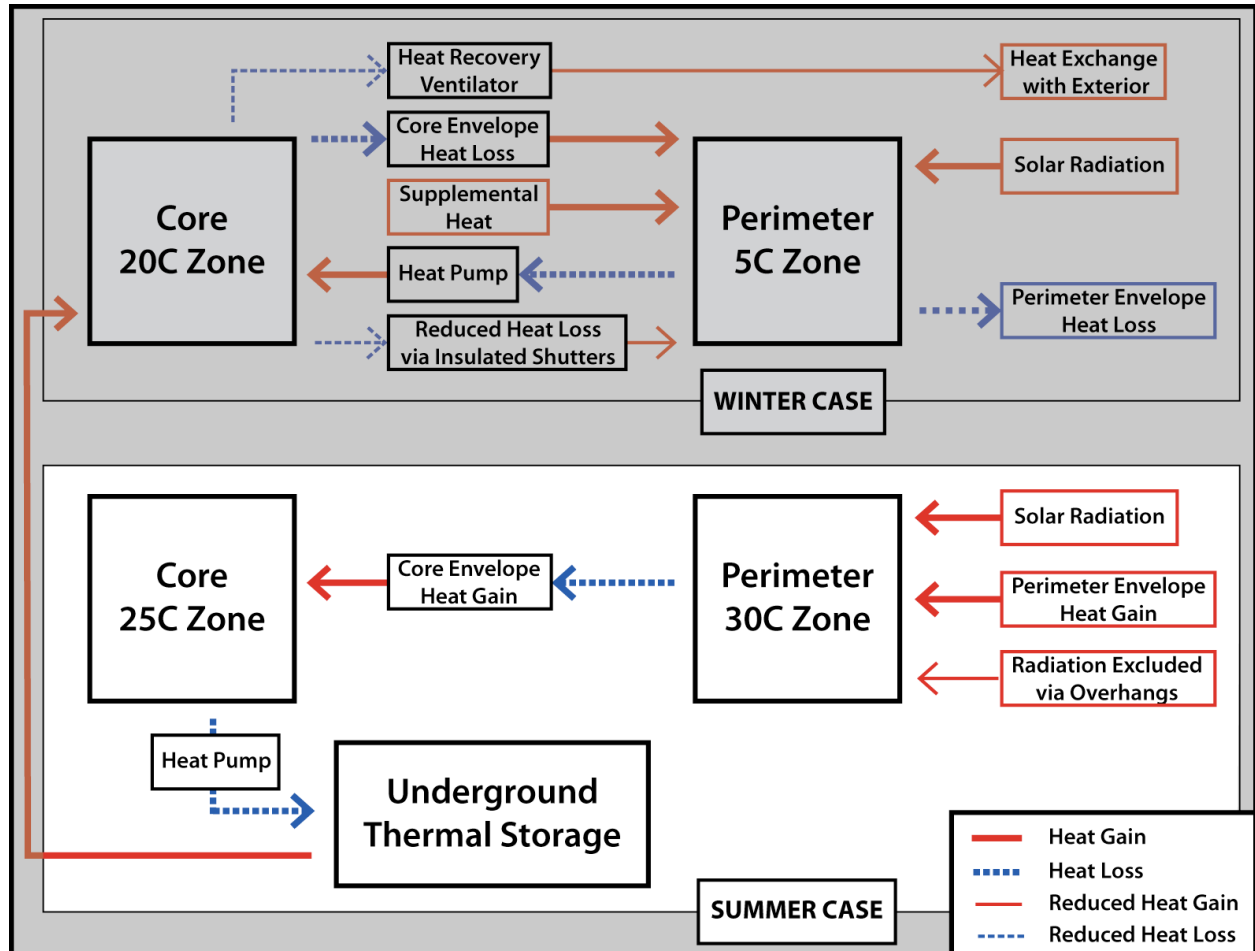 Heat Recovery
Ventilator
Heat Exchange
with Exterior
Core
20C Zone
Core Envelope
Heat Loss
Supplemental
Heat
Heat Pump
Reduced Heat Loss
via Insulated Shutters
Perimeter
5C Zone
Solar Radiation
Perimeter Envelope
Heat Loss
WINTER CASE
Core
25C Zone
Core Envelope
Heat Gain
Perimeter
30C Zone
Solar Radiation
Perimeter Envelope
Heat Gain
Radiation Excluded
via Overhangs
Heat Pump
Underground
Thermal Storage
SUMMER CASE
Heat Gain
Heat Loss
Reduced Heat Gain
Reduced Heat Loss